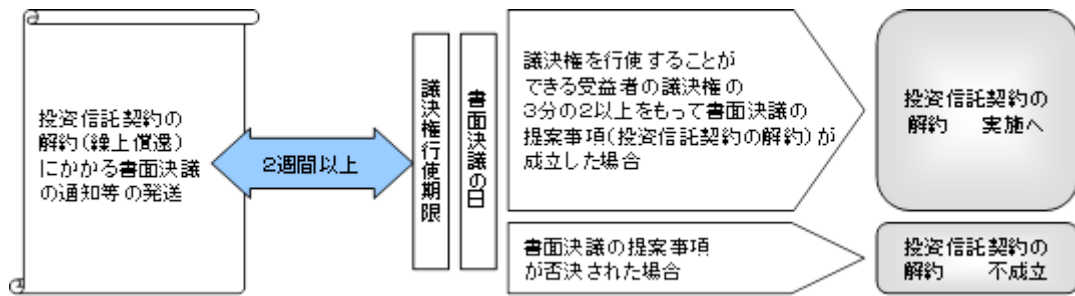 投資信託契約の
解約(繰上償還)
にかかる書面決議
の通知等の発送
2週間以上
議決権行使期限
書面決議の日
議決権を行使することが
できる受益者の議決権の
3分の2以上をもって書面決議の
提案事項(投資信託契約の解約)が
成立した場合
投資信託契約の
解約　実施へ
書面決議の提案事項
が否決された場合
投資信託契約の
解約　不成立